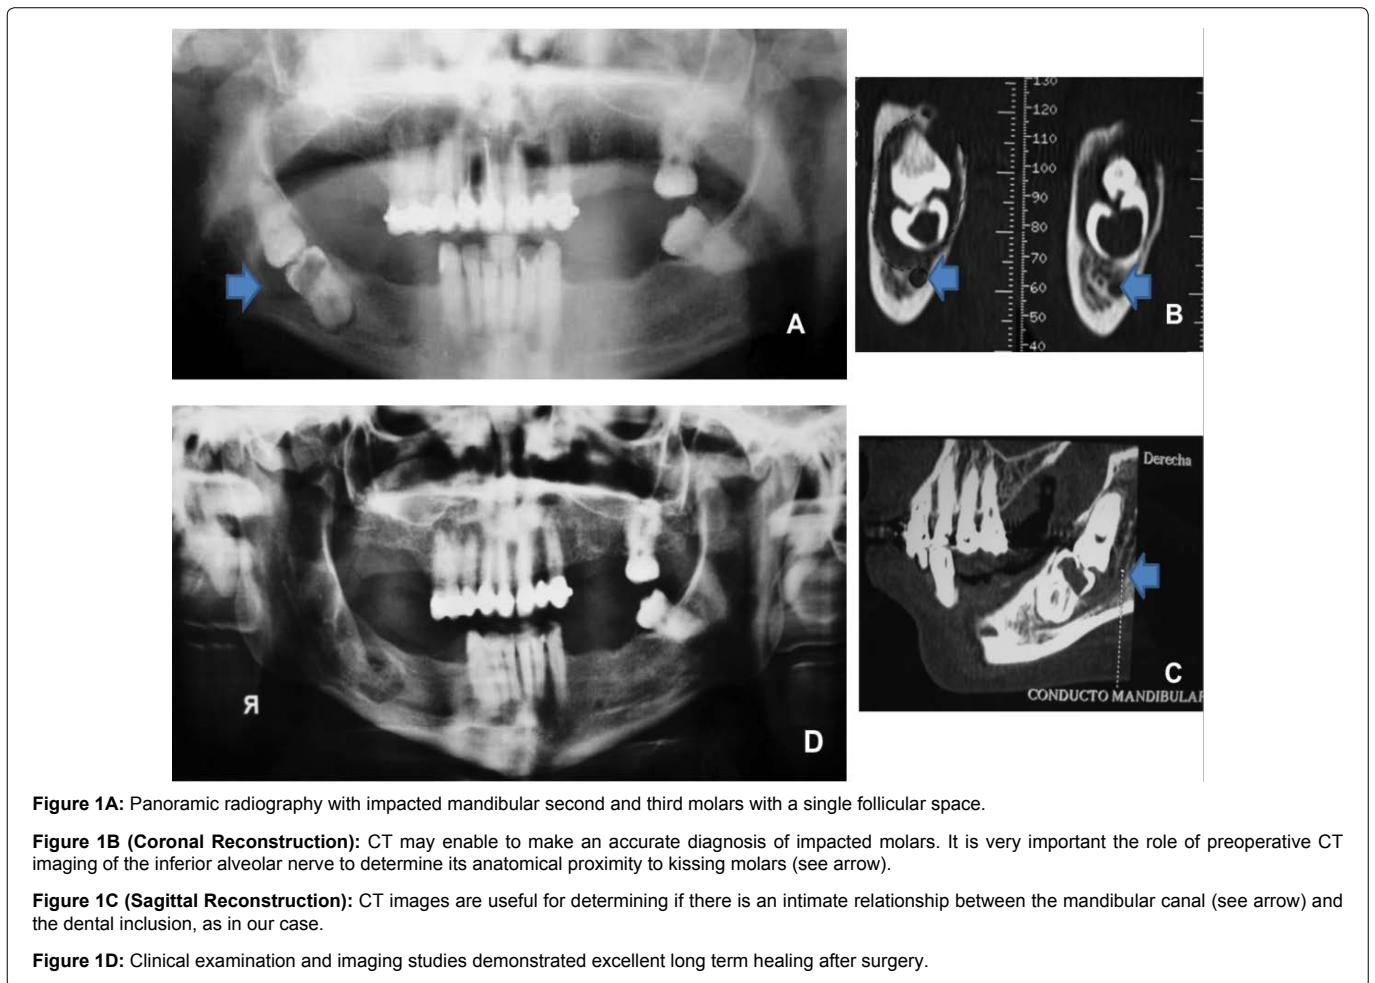 A
130
120
110
100
90
80
70
60
50
40
B
Derecha
C
CONDUCTO MANDIBULAR
R
D
Figure 1A: Panoramic radiography with impacted mandibular second and third molars with a single follicular space.
Figure 1B (Coronal Reconstruction): CT may enable to make an accurate diagnosis of impacted molars. It is very important the role of preoperative CT
imaging of the inferior alveolar nerve to determine its anatomical proximity to kissing molars (see arrow).
Figure 1C (Sagittal Reconstruction): CT images are useful for determining if there is an intimate relationship between the mandibular canal (see arrow) and
the dental inclusion, as in our case.
Figure 1D: Clinical examination and imaging studies demonstrated excellent long term healing after surgery.